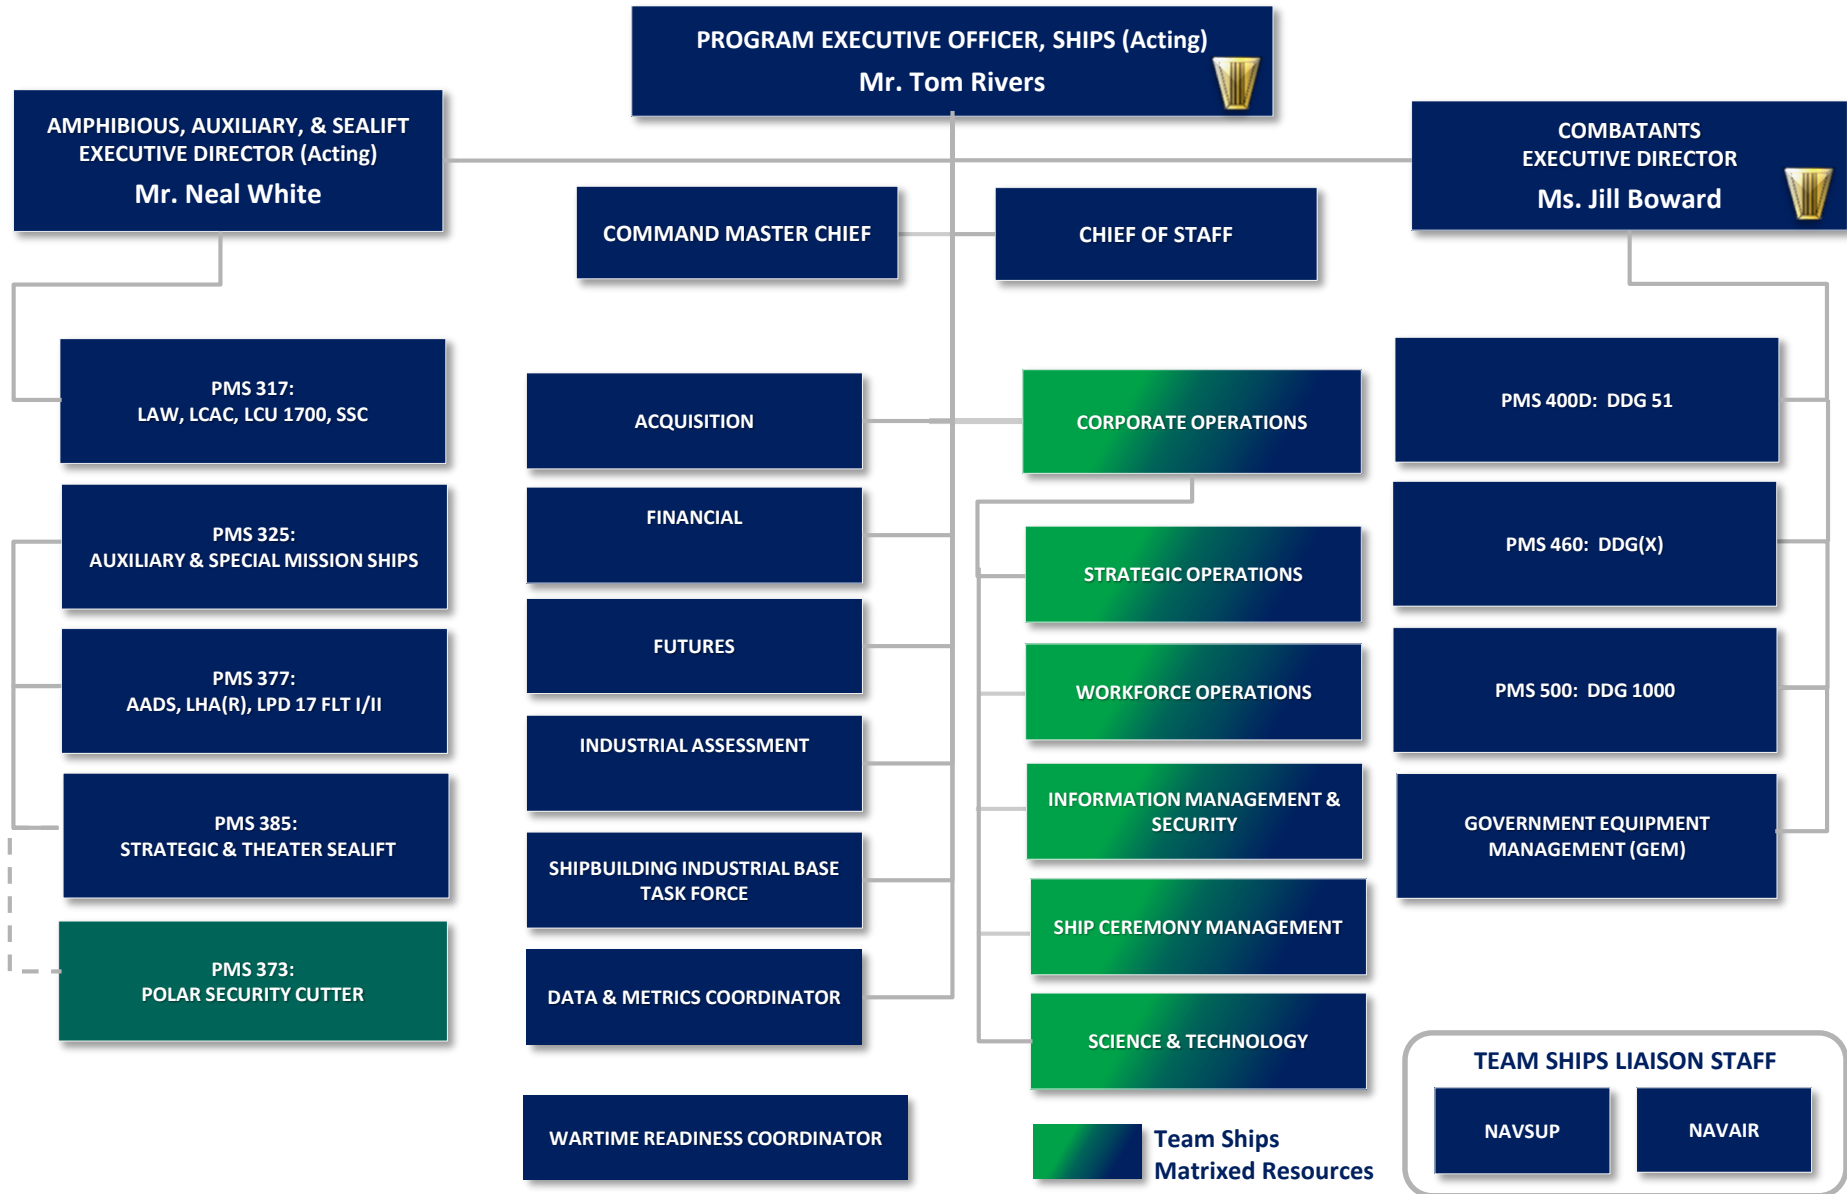 PROGRAM EXECUTIVE OFFICER, SHIPS (Acting)
Mr. Tom Rivers
AMPHIBIOUS, AUXILIARY, & SEALIFT
EXECUTIVE DIRECTOR (Acting)
Mr. Neal White
COMBATANTS
EXECUTIVE DIRECTOR
Ms. Jill Boward
COMMAND MASTER CHIEF
CHIEF OF STAFF
PMS 317:
LAW, LCAC, LCU 1700, SSC
PMS 325:
AUXILIARY & SPECIAL MISSION SHIPS
PMS 377:
AADS, LHA(R), LPD 17 FLT I/II
PMS 385:
STRATEGIC & THEATER SEALIFT
PMS 373:
POLAR SECURITY CUTTER
ACQUISITION
FINANCIAL
FUTURES
INDUSTRIAL ASSESSMENT
SHIPBUILDING INDUSTRIAL BASE
TASK FORCE
DATA & METRICS COORDINATOR
WARTIME READINESS COORDINATOR
CORPORATE OPERATIONS
STRATEGIC OPERATIONS
WORKFORCE OPERATIONS
INFORMATION MANAGEMENT &
SECURITY
SHIP CEREMONY MANAGEMENT
SCIENCE & TECHNOLOGY
Team Ships
Matrixed Resources
PMS 400D: DDG 51
PMS 460: DDG(X)
PMS 500: DDG 1000
GOVERNMENT EQUIPMENT
MANAGEMENT (GEM)
TEAM SHIPS LIAISON STAFF
NAVSUP
NAVAIR